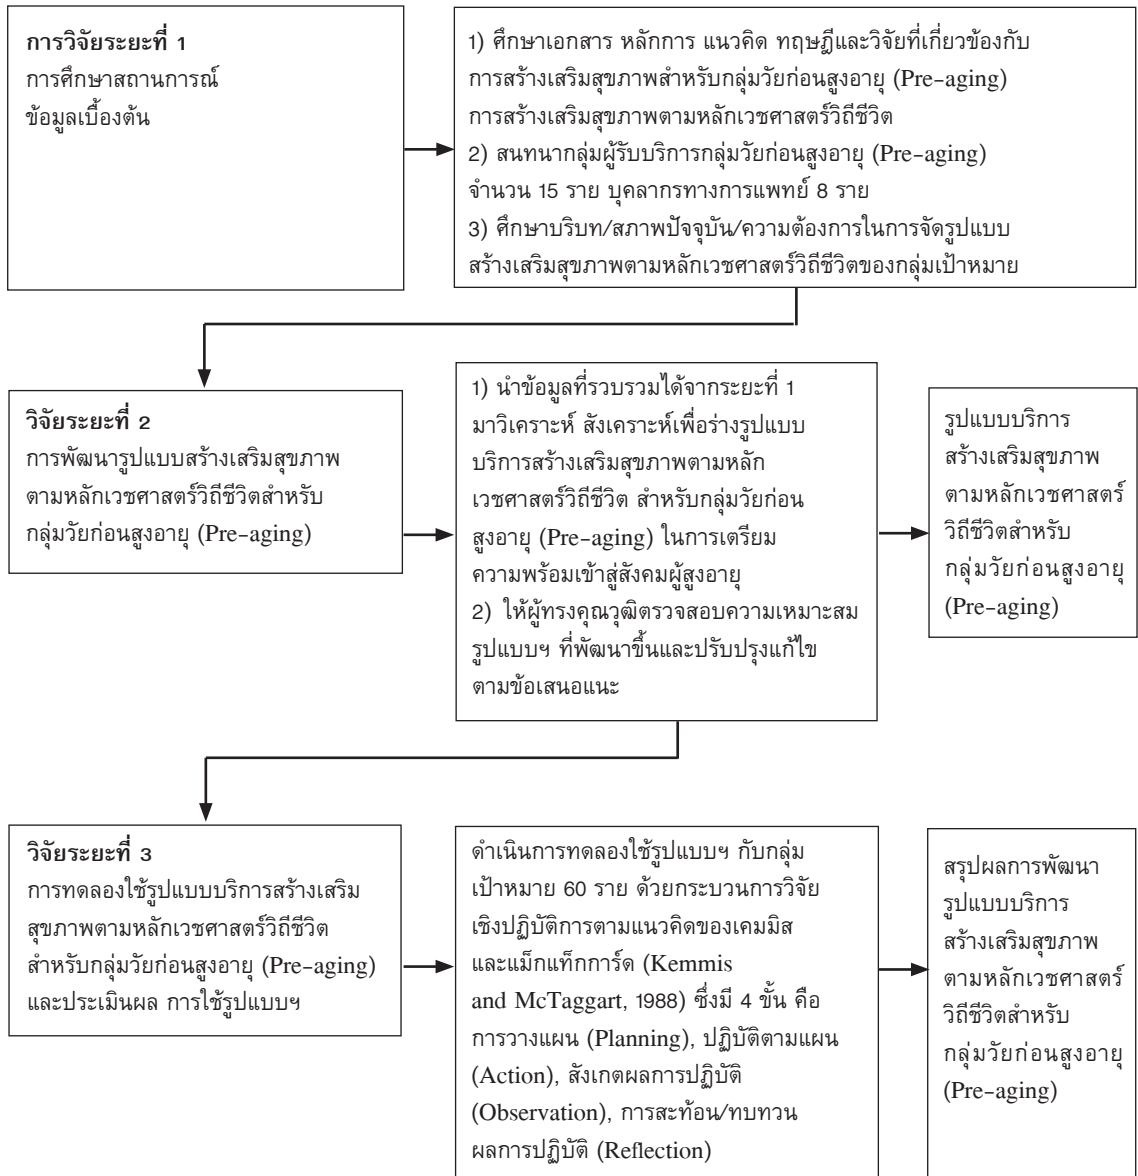 การวิจัยระยะที่ 1
การศึกษาสถานการณ์
ข้อมูลเบื้องต้น
1) ศึกษาเอกสาร หลักการ แนวคิด ทฤษฎีและวิจัยที่เกี่ยวข้องกับ
การสร้างเสริมสุขภาพสำหรับกลุ่มวัยก่อนสูงอายุ (Pre-aging)
การสร้างเสริมสุขภาพตามหลักเวชศาสตร์วิถีชีวิต
2) สนทนากลุ่มผู้รับบริการกลุ่มวัยก่อนสูงอายุ (Pre-aging)
จำนวน 15 ราย บุคลากรทางการแพทย์ 8 ราย
3) ศึกษาบริบท/สภาพปัจจุบัน/ความต้องการในการจัดรูปแบบ
สร้างเสริมสุขภาพตามหลักเวชศาสตร์วิถีชีวิตของกลุ่มเป้าหมาย
วิจัยระยะที่ 2
การพัฒนารูปแบบสร้างเสริมสุขภาพ
ตามหลักเวชศาสตร์วิถีชีวิตสำหรับ
กลุ่มวัยก่อนสูงอายุ (Pre-aging)
1) นำข้อมูลที่รวบรวมได้จากระยะที่ 1
มาวิเคราะห์ สังเคราะห์เพื่อร่างรูปแบบ
บริการสร้างเสริมสุขภาพตามหลัก
เวชศาสตร์วิถีชีวิต สำหรับกลุ่มวัยก่อน
สูงอายุ (Pre-aging) ในการเตรียม
ความพร้อมเข้าสู่สังคมผู้สูงอายุ
2) ให้ผู้ทรงคุณวุฒิตรวจสอบความเหมาะสม
รูปแบบฯ ที่พัฒนาขึ้นและปรับปรุงแก้ไข
ตามข้อเสนอแนะ
รูปแบบบริการ
สร้างเสริมสุขภาพ
ตามหลักเวชศาสตร์
วิถีชีวิตสำหรับ
กลุ่มวัยก่อนสูงอายุ
(Pre-aging)
วิจัยระยะที่ 3
การทดลองใช้รูปแบบบริการสร้างเสริม
สุขภาพตามหลักเวชศาสตร์วิถีชีวิต
สำหรับกลุ่มวัยก่อนสูงอายุ (Pre-aging)
และประเมินผล การใช้รูปแบบฯ
ดำเนินการทดลองใช้รูปแบบฯ กับกลุ่ม
เป้าหมาย 60 ราย ด้วยกระบวนการวิจัย
เชิงปฏิบัติการตามแนวคิดของเคมมิส
และแม็กแท็กการ์ด (Kemmis
and McTaggart, 1988) ซึ่งมี 4 ขั้น คือ
การวางแผน (Planning), ปฏิบัติตามแผน
(Action), สังเกตผลการปฏิบัติ
(Observation), การสะท้อน/ทบทวน
ผลการปฏิบัติ (Reflection)
สรุปผลการพัฒนา
รูปแบบบริการ
สร้างเสริมสุขภาพ
ตามหลักเวชศาสตร์
วิถีชีวิตสำหรับ
กลุ่มวัยก่อนสูงอายุ
(Pre-aging)